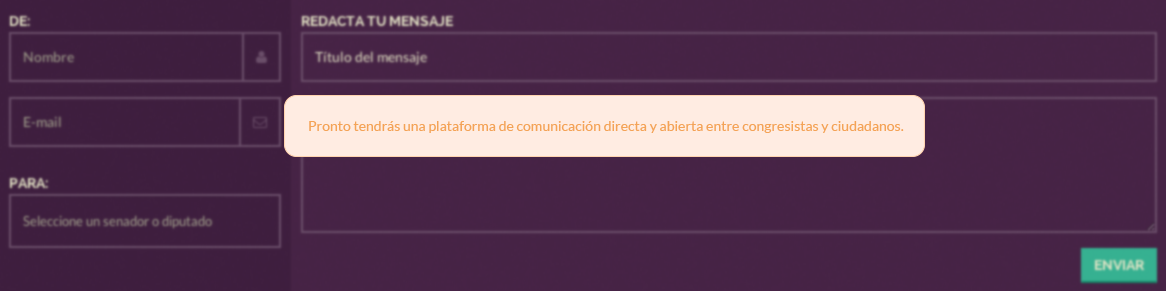 DE:
Nombre
E-mail
PARA:
Seleccione un senador o diputado
REDACTA TU MENSAJE
Título del mensaje
Pronto tendrás una plataforma de comunicación directa y abierta entre congresistas y ciudadanos.
ENVIAR